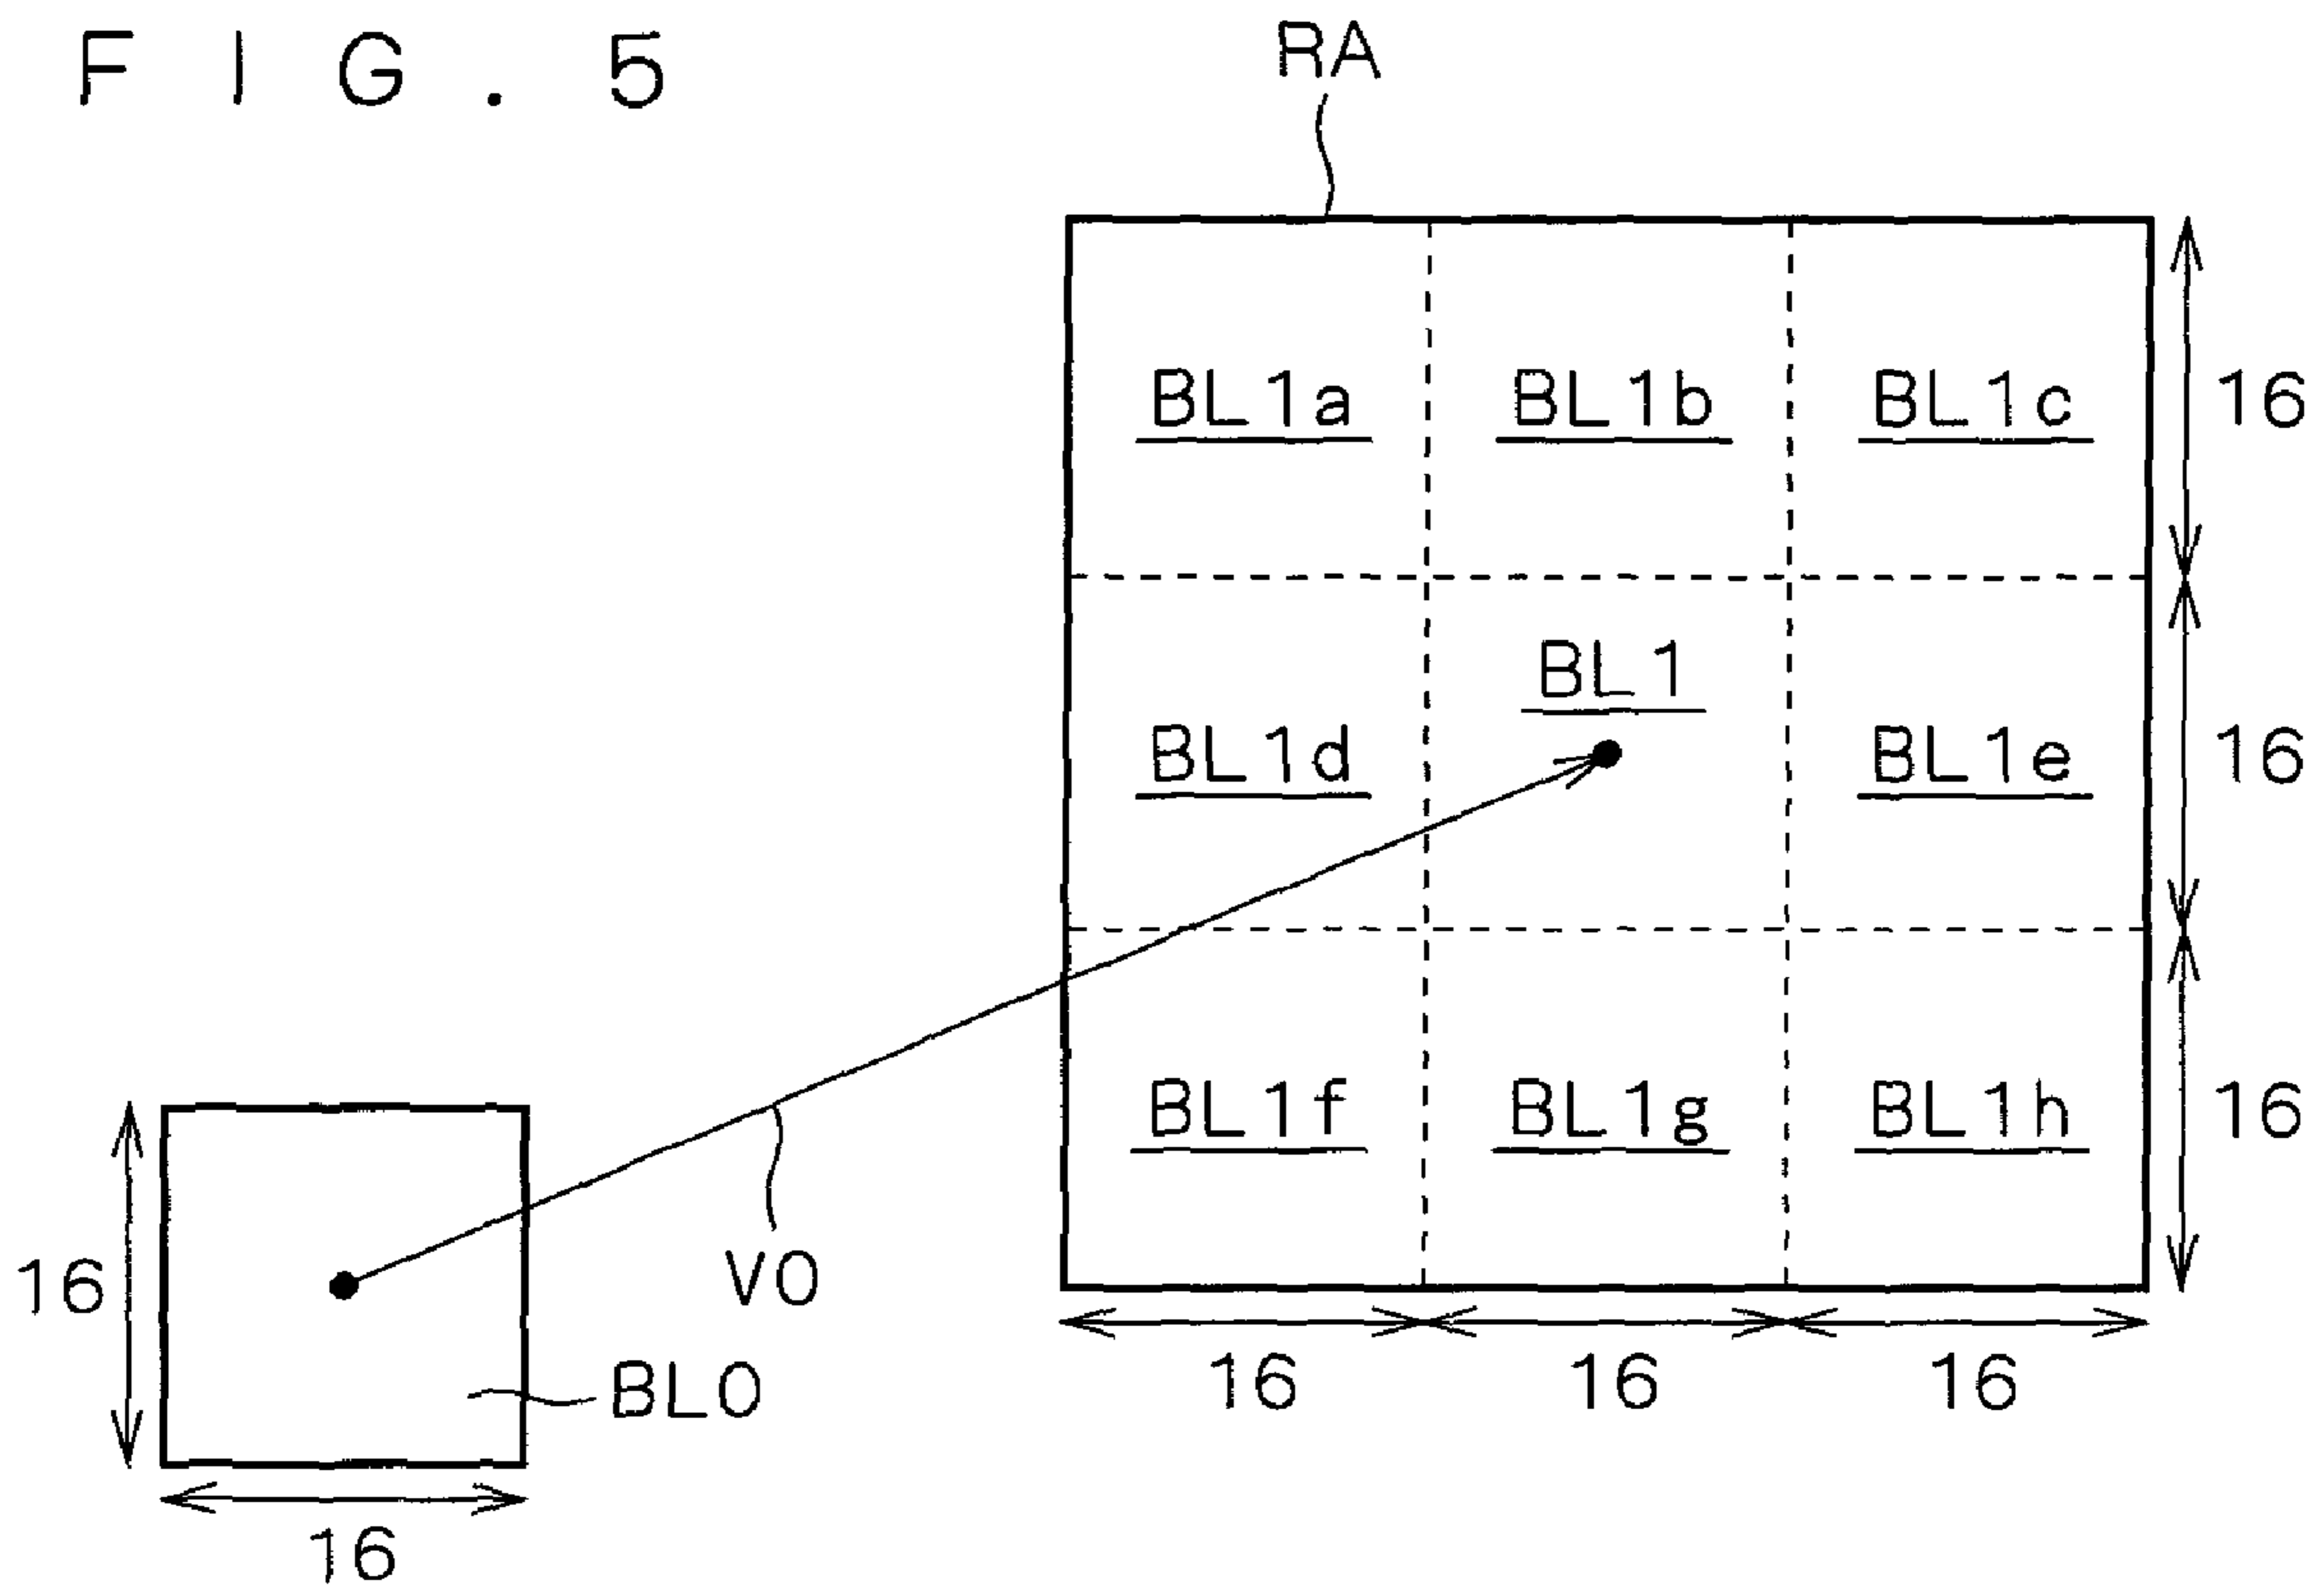 FIG. 5
RA
BL1a BL1b BL1c 16
BL1
BL1d BL1e 16
BL1f BL1g BL1h 16
V0
16
BL0
16 16 16
16